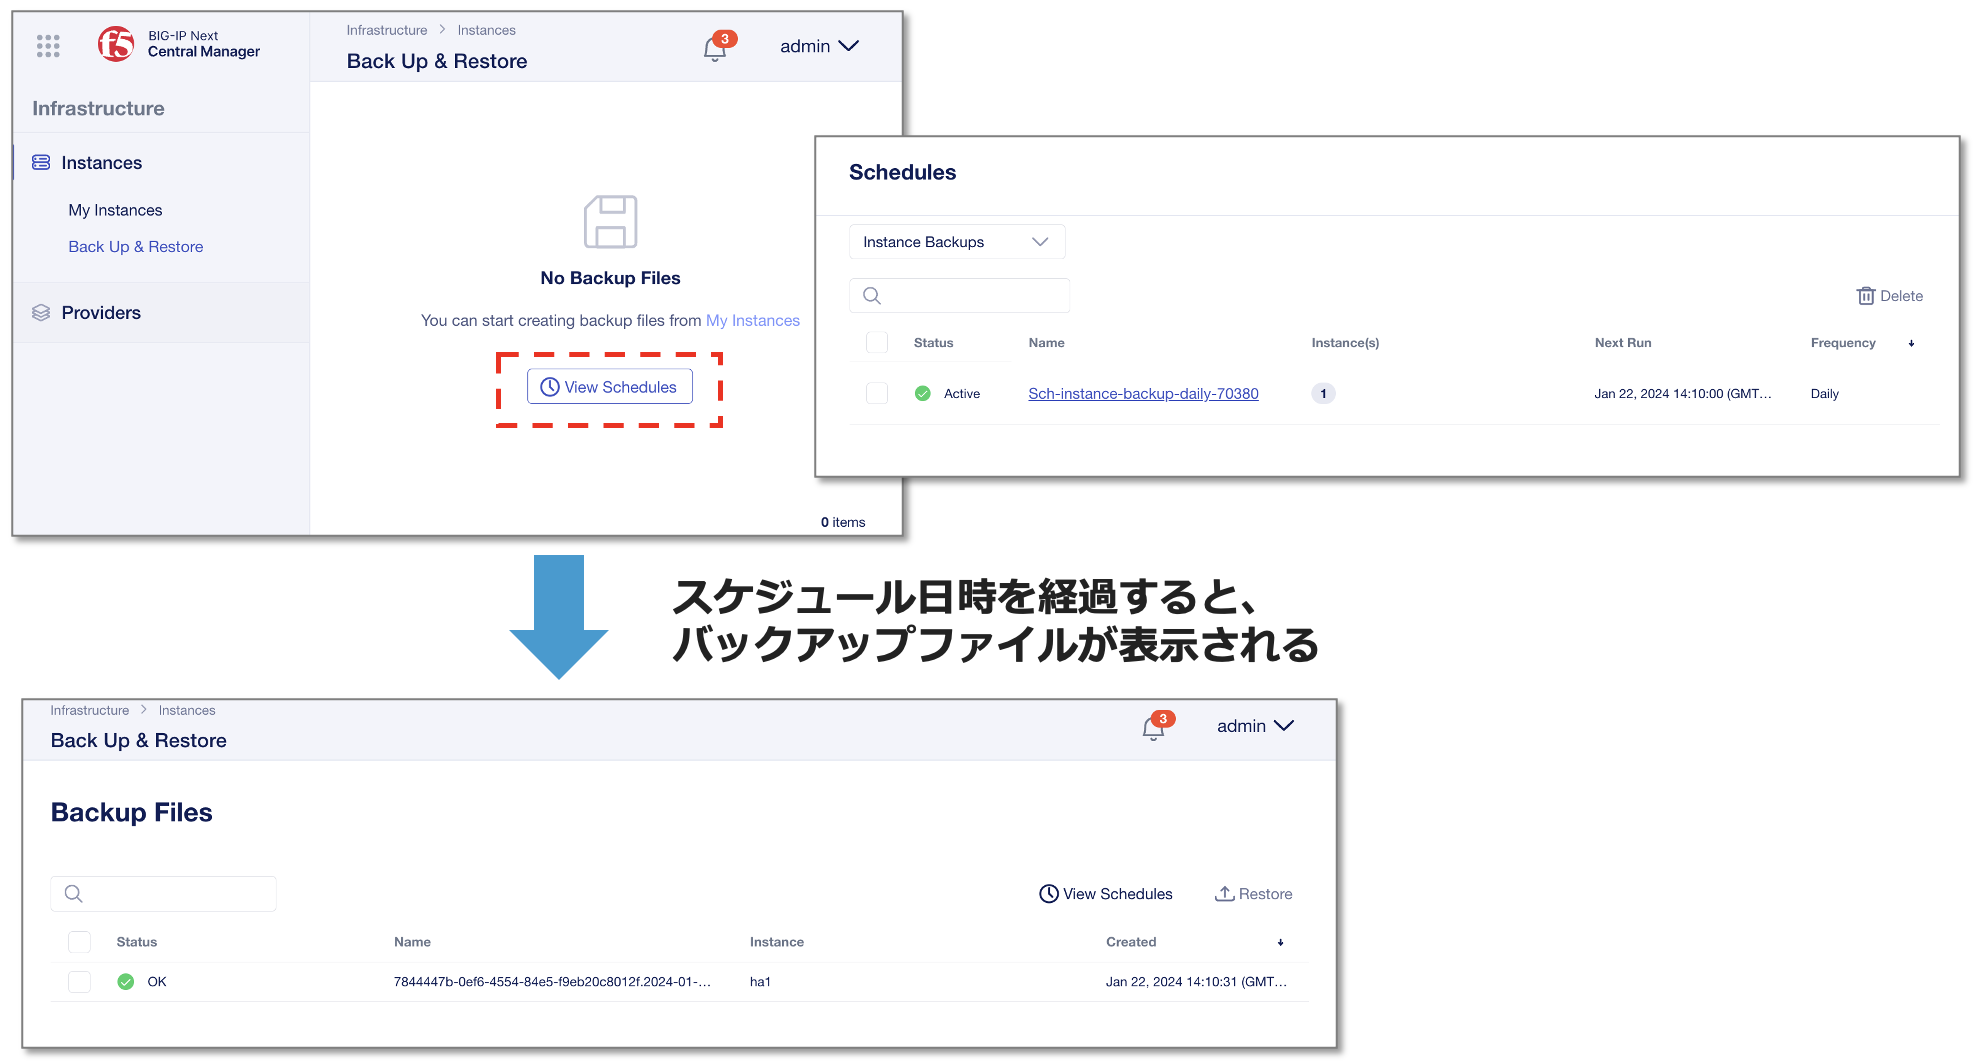 BIG-IP Next
Central Manager
Infrastructure
Instances
My Instances
Back Up & Restore
Providers
Infrastructure > Instances
Back Up & Restore
3
admin
No Backup Files
You can start creating backup files from My Instances
View Schedules
0 items
Schedules
Instance Backups
Delete
Status Name Instance(s) Next Run Frequency
Active Sch-instance-backup-daily-70380 1 Jan 22, 2024 14:10:00 (GMT... Daily
スケジュール日時を経過すると、
バックアップファイルが表示される
Infrastructure > Instances
Back Up & Restore
3
admin
Backup Files
View Schedules Restore
Status Name Instance Created
OK 7844447b-0ef6-4554-84e5-f9eb20c8012f.2024-01-... ha1 Jan 22, 2024 14:10:31 (GMT...